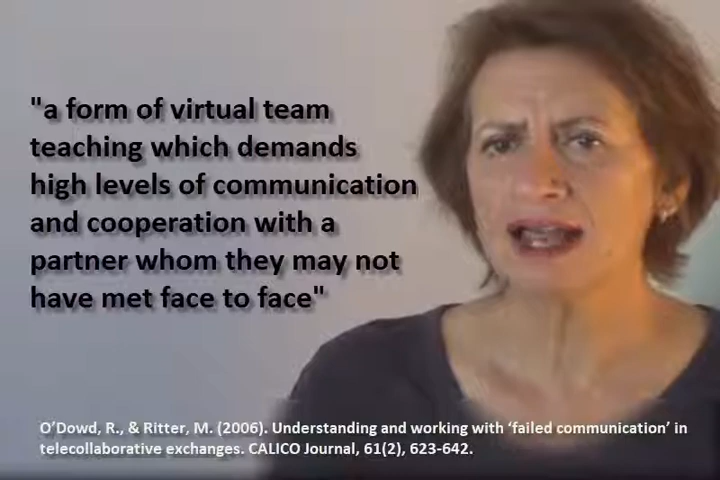 "a form of virtual team
teaching which demands
high levels of communication
and cooperation with a
partner whom they may not
have met face to face"
O’Dowd, R., & Ritter, M. (2006). Understanding and working with ‘failed communication’ in
telecollaborative exchanges. CALICO Journal, 61(2), 623-642.